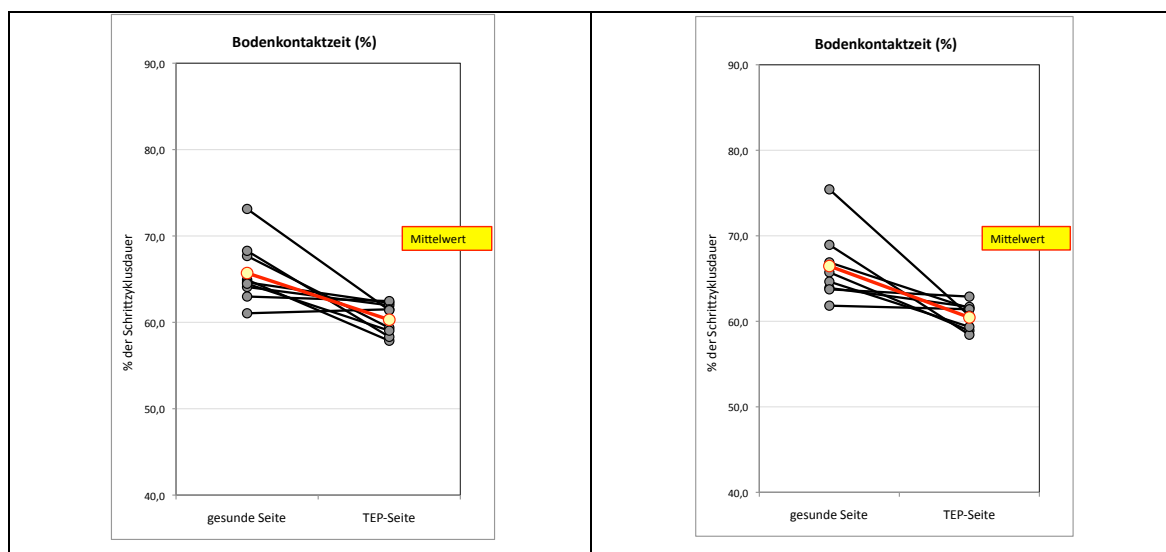 Bodenkontaktzeit (%)
90,0
80,0
70,0
60,0
50,0
40,0
% der Schrittzyklusdauer
Mittelwert
gesunde Seite
TEP-Seite
Bodenkontaktzeit (%)
90,0
80,0
70,0
60,0
50,0
40,0
% der Schrittzyklusdauer
Mittelwert
gesunde Seite
TEP-Seite